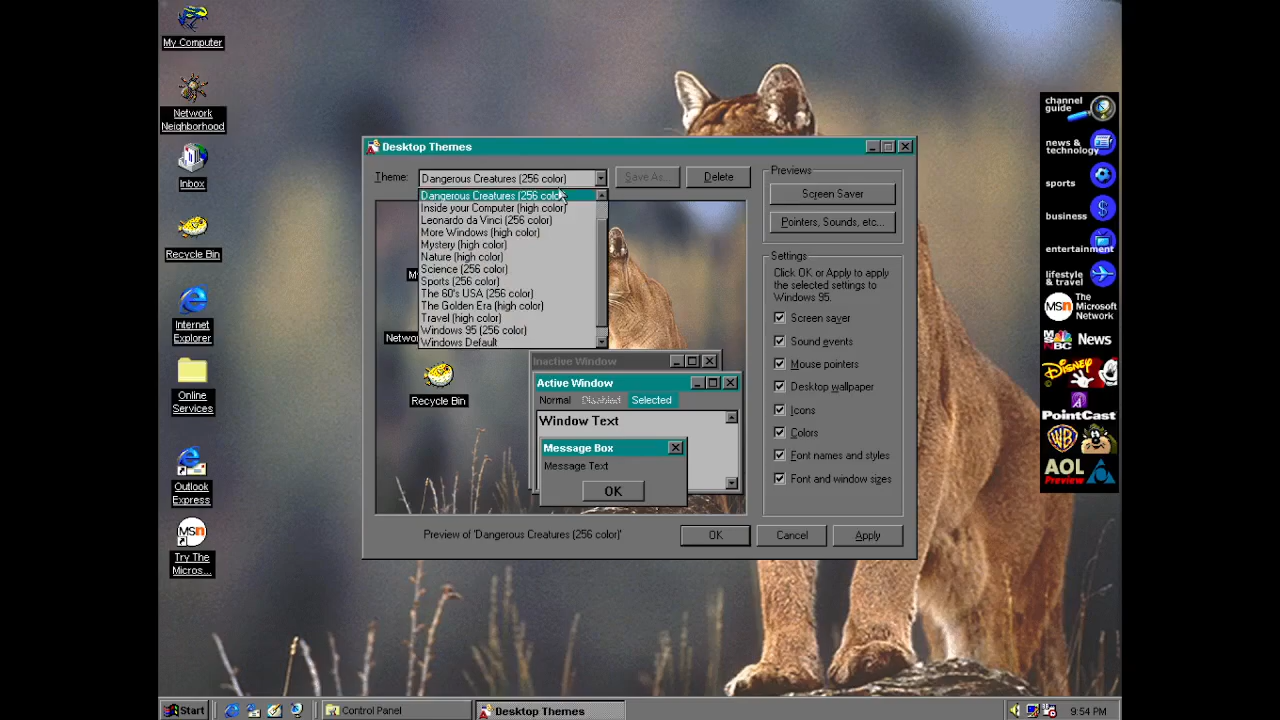 My Computer
Network
Neighborhood
Inbox
Recycle Bin
Internet
Explorer
Online
Services
Outlook
Express
Try The
Micros...
Desktop Themes
Theme:
Dangerous Creatures (256 color)
Save As...
Delete
Dangerous Creatures (256 color)
Inside your Computer (high color)
Leonardo da Vinci (256 color)
More Windows (high color)
Mystery (high color)
Nature (high color)
Science (256 color)
Sports (256 color)
The 60's USA (256 color)
The Golden Era (high color)
Travel (high color)
Windows 95 (256 color)
Windows Default
Recycle Bin
Inactive Window
Active Window
Normal Disabled Selected
Window Text
Message Box
Message Text
OK
Preview of 'Dangerous Creatures (256 color)'
Previews
Screen Saver
Pointers, Sounds, etc...
Settings
Click OK or Apply to apply
the selected settings to
Windows 95.
Screen saver
Sound events
Mouse pointers
Desktop wallpaper
Icons
Colors
Font names and styles
Font and window sizes
OK
Cancel
Apply
channel
guide
news &
technology
sports
business
entertainment
lifestyle
& travel
msn The
Microsoft
Network
MSNBC News
Disney
PointCast
WB
AOL
Preview
Start
Control Panel
Desktop Themes
9:54 PM